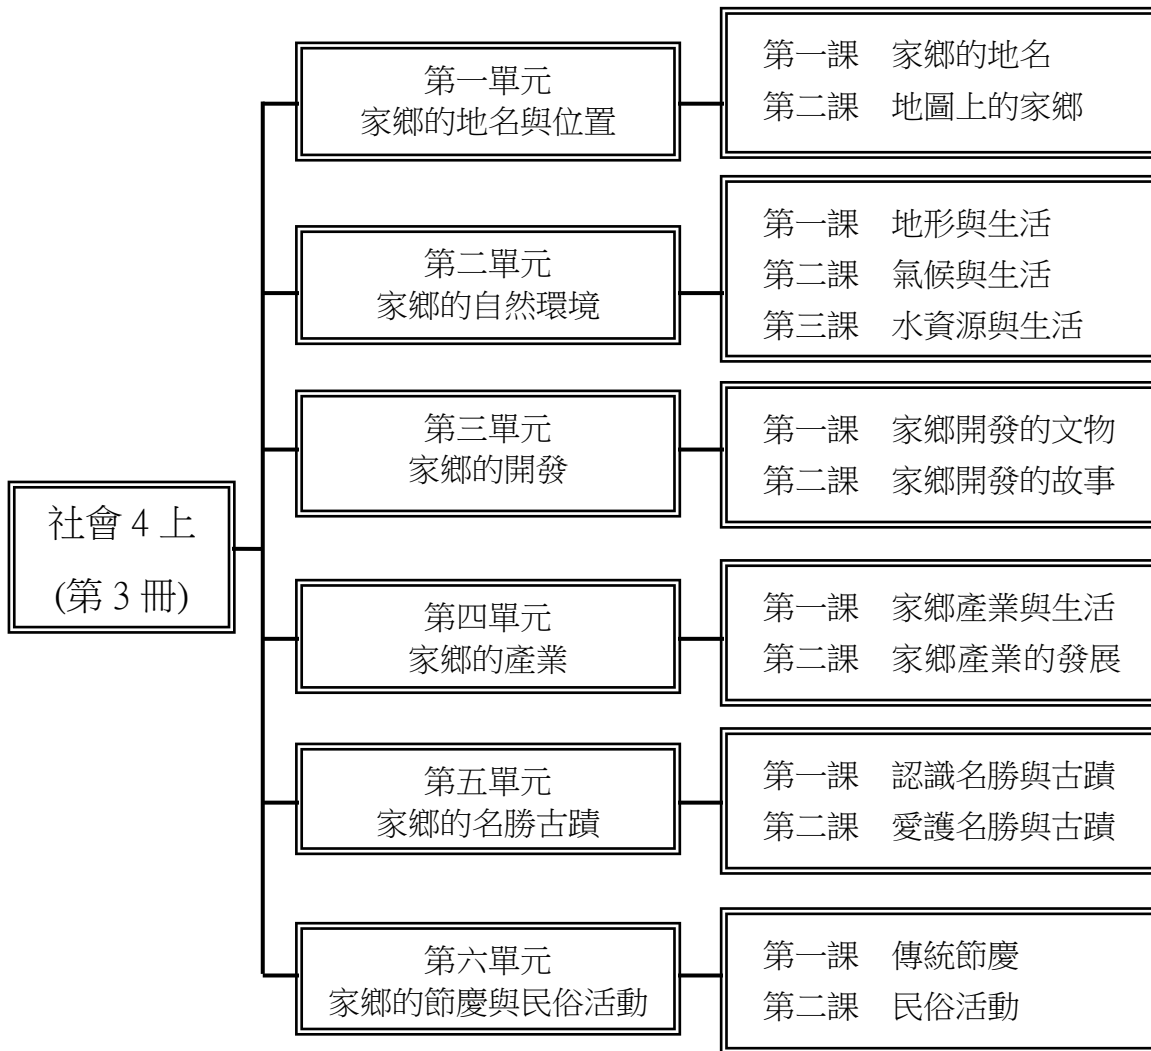 社會 4 上
(第 3 冊)
第一單元
家鄉的地名與位置
第一課　家鄉的地名
第二課　地圖上的家鄉
第二單元
家鄉的自然環境
第一課　地形與生活
第二課　氣候與生活
第三課　水資源與生活
第三單元
家鄉的開發
第一課　家鄉開發的文物
第二課　家鄉開發的故事
第四單元
家鄉的產業
第一課　家鄉產業與生活
第二課　家鄉產業的發展
第五單元
家鄉的名勝古蹟
第一課　認識名勝與古蹟
第二課　愛護名勝與古蹟
第六單元
家鄉的節慶與民俗活動
第一課　傳統節慶
第二課　民俗活動